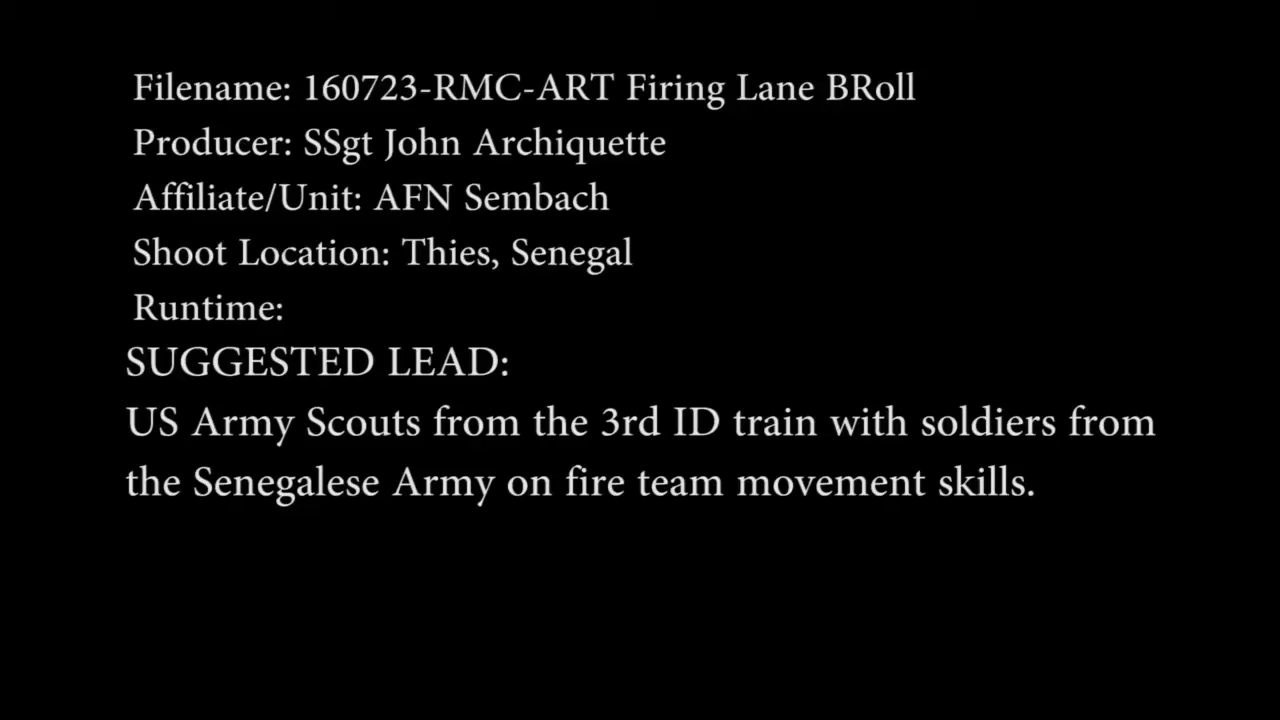 Filename: 160723-RMC-ART Firing Lane BRoll
Producer: SSgt John Archiquette
Affiliate/Unit: AFN Sembach
Shoot Location: Thies, Senegal
Runtime:
SUGGESTED LEAD:
US Army Scouts from the 3rd ID train with soldiers from
the Senegalese Army on fire team movement skills.